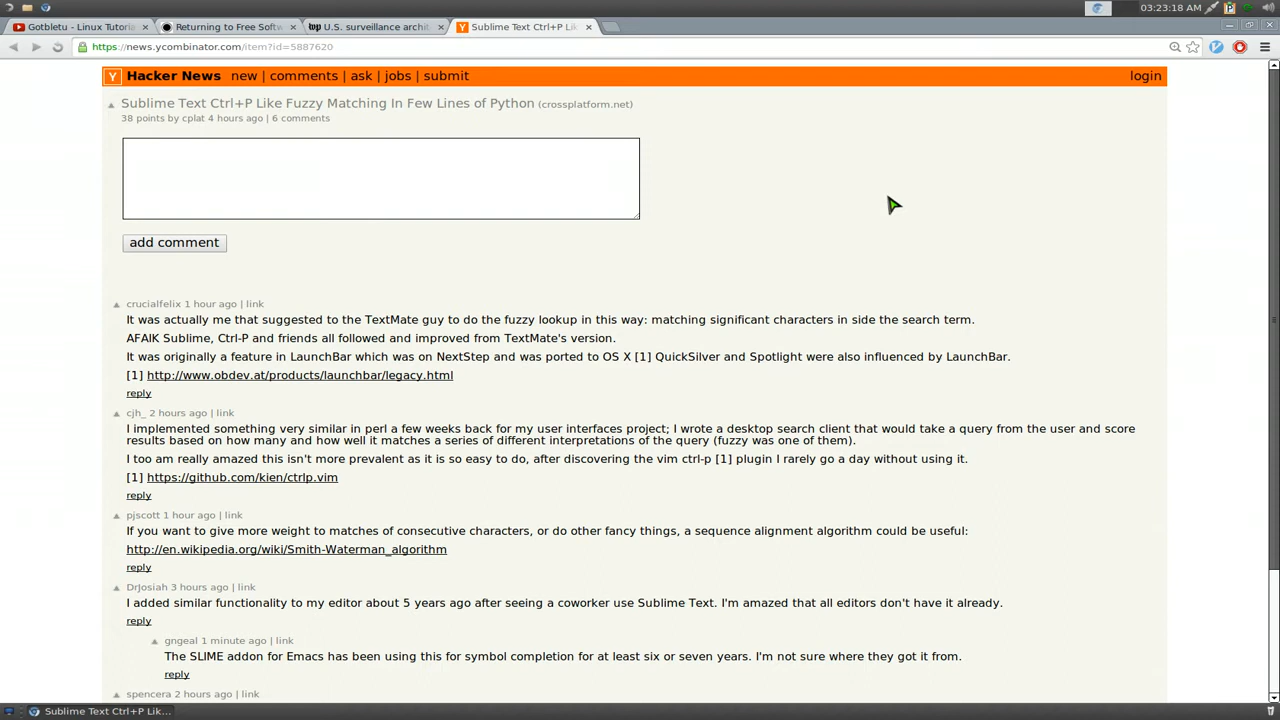 03:23:18 AM
Gotbletu - Linux Tutoria
Returning to Free Softw
U.S. surveillance archit
Sublime Text Ctrl+P Lik
https://news.ycombinator.com/item?id=5887620
Y Hacker News new | comments | ask | jobs | submit login
Sublime Text Ctrl+P Like Fuzzy Matching In Few Lines of Python (crossplatform.net)
38 points by cplat 4 hours ago | 6 comments
add comment
crucialfelix 1 hour ago | link
It was actually me that suggested to the TextMate guy to do the fuzzy lookup in this way: matching significant characters in side the search term.
AFAIK Sublime, Ctrl-P and friends all followed and improved from TextMate's version.
It was originally a feature in LaunchBar which was on NextStep and was ported to OS X [1] QuickSilver and Spotlight were also influenced by LaunchBar.
[1] http://www.obdev.at/products/launchbar/legacy.html
reply
cjh_ 2 hours ago | link
I implemented something very similar in perl a few weeks back for my user interfaces project; I wrote a desktop search client that would take a query from the user and score
results based on how many and how well it matches a series of different interpretations of the query (fuzzy was one of them).
I too am really amazed this isn't more prevalent as it is so easy to do, after discovering the vim ctrl-p [1] plugin I rarely go a day without using it.
[1] https://github.com/kien/ctrlp.vim
reply
pjscott 1 hour ago | link
If you want to give more weight to matches of consecutive characters, or do other fancy things, a sequence alignment algorithm could be useful:
http://en.wikipedia.org/wiki/Smith-Waterman_algorithm
reply
DrJosiah 3 hours ago | link
I added similar functionality to my editor about 5 years ago after seeing a coworker use Sublime Text. I'm amazed that all editors don't have it already.
reply
gngeal 1 minute ago | link
The SLIME addon for Emacs has been using this for symbol completion for at least six or seven years. I'm not sure where they got it from.
reply
spencera 2 hours ago | link
Sublime Text Ctrl+P Lik...